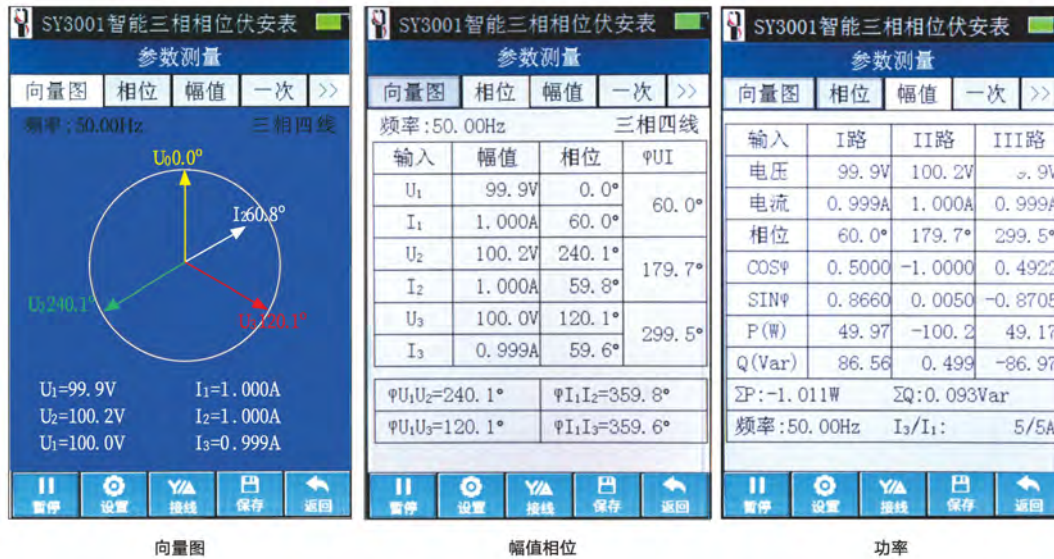 SY3001智能三相相位伏安表
参数测量
向量图 相位 幅值 一次 >>
频率:50.00Hz 三相四线
U₀0.0°
I₂60.8°
U₂240.1°
U₃120.1°
U₁=99.9V I₁=1.000A
U₂=100.2V I₂=1.000A
U₁=100.0V I₃=0.999A
暂停 设置 接线 保存 返回
向量图
SY3001智能三相相位伏安表
参数测量
向量图 相位 幅值 一次 >>
频率:50.00Hz 三相四线
输入 幅值 相位 φUI
U₁ 99.9V 0.0° 60.0°
I₁ 1.000A 60.0°
U₂ 100.2V 240.1° 179.7°
I₂ 1.000A 59.8°
U₃ 100.0V 120.1° 299.5°
I₃ 0.999A 59.6°
φU₁U₂=240.1° φI₁I₂=359.8°
φU₁U₃=120.1° φI₁I₃=359.6°
暂停 设置 Y/△ 接线 保存 返回
幅值相位
SY3001智能三相相位伏安表
参数测量
向量图 相位 幅值 一次 >>
输入 I路 II路 III路
电压 99.9V 100.2V .9V
电流 0.999A 1.000A 0.999A
相位 60.0° 179.7° 299.5°
COSφ 0.5000 -1.0000 0.4922
SINφ 0.8660 0.0050 -0.8705
P(W) 49.97 -100.2 49.17
Q(Var) 86.56 0.499 -86.97
ΣP:-1.011W ΣQ:0.093Var
频率:50.00Hz I₃/I₁: 5/5A
暂停 设置 Y/△ 接线 保存 返回
功率